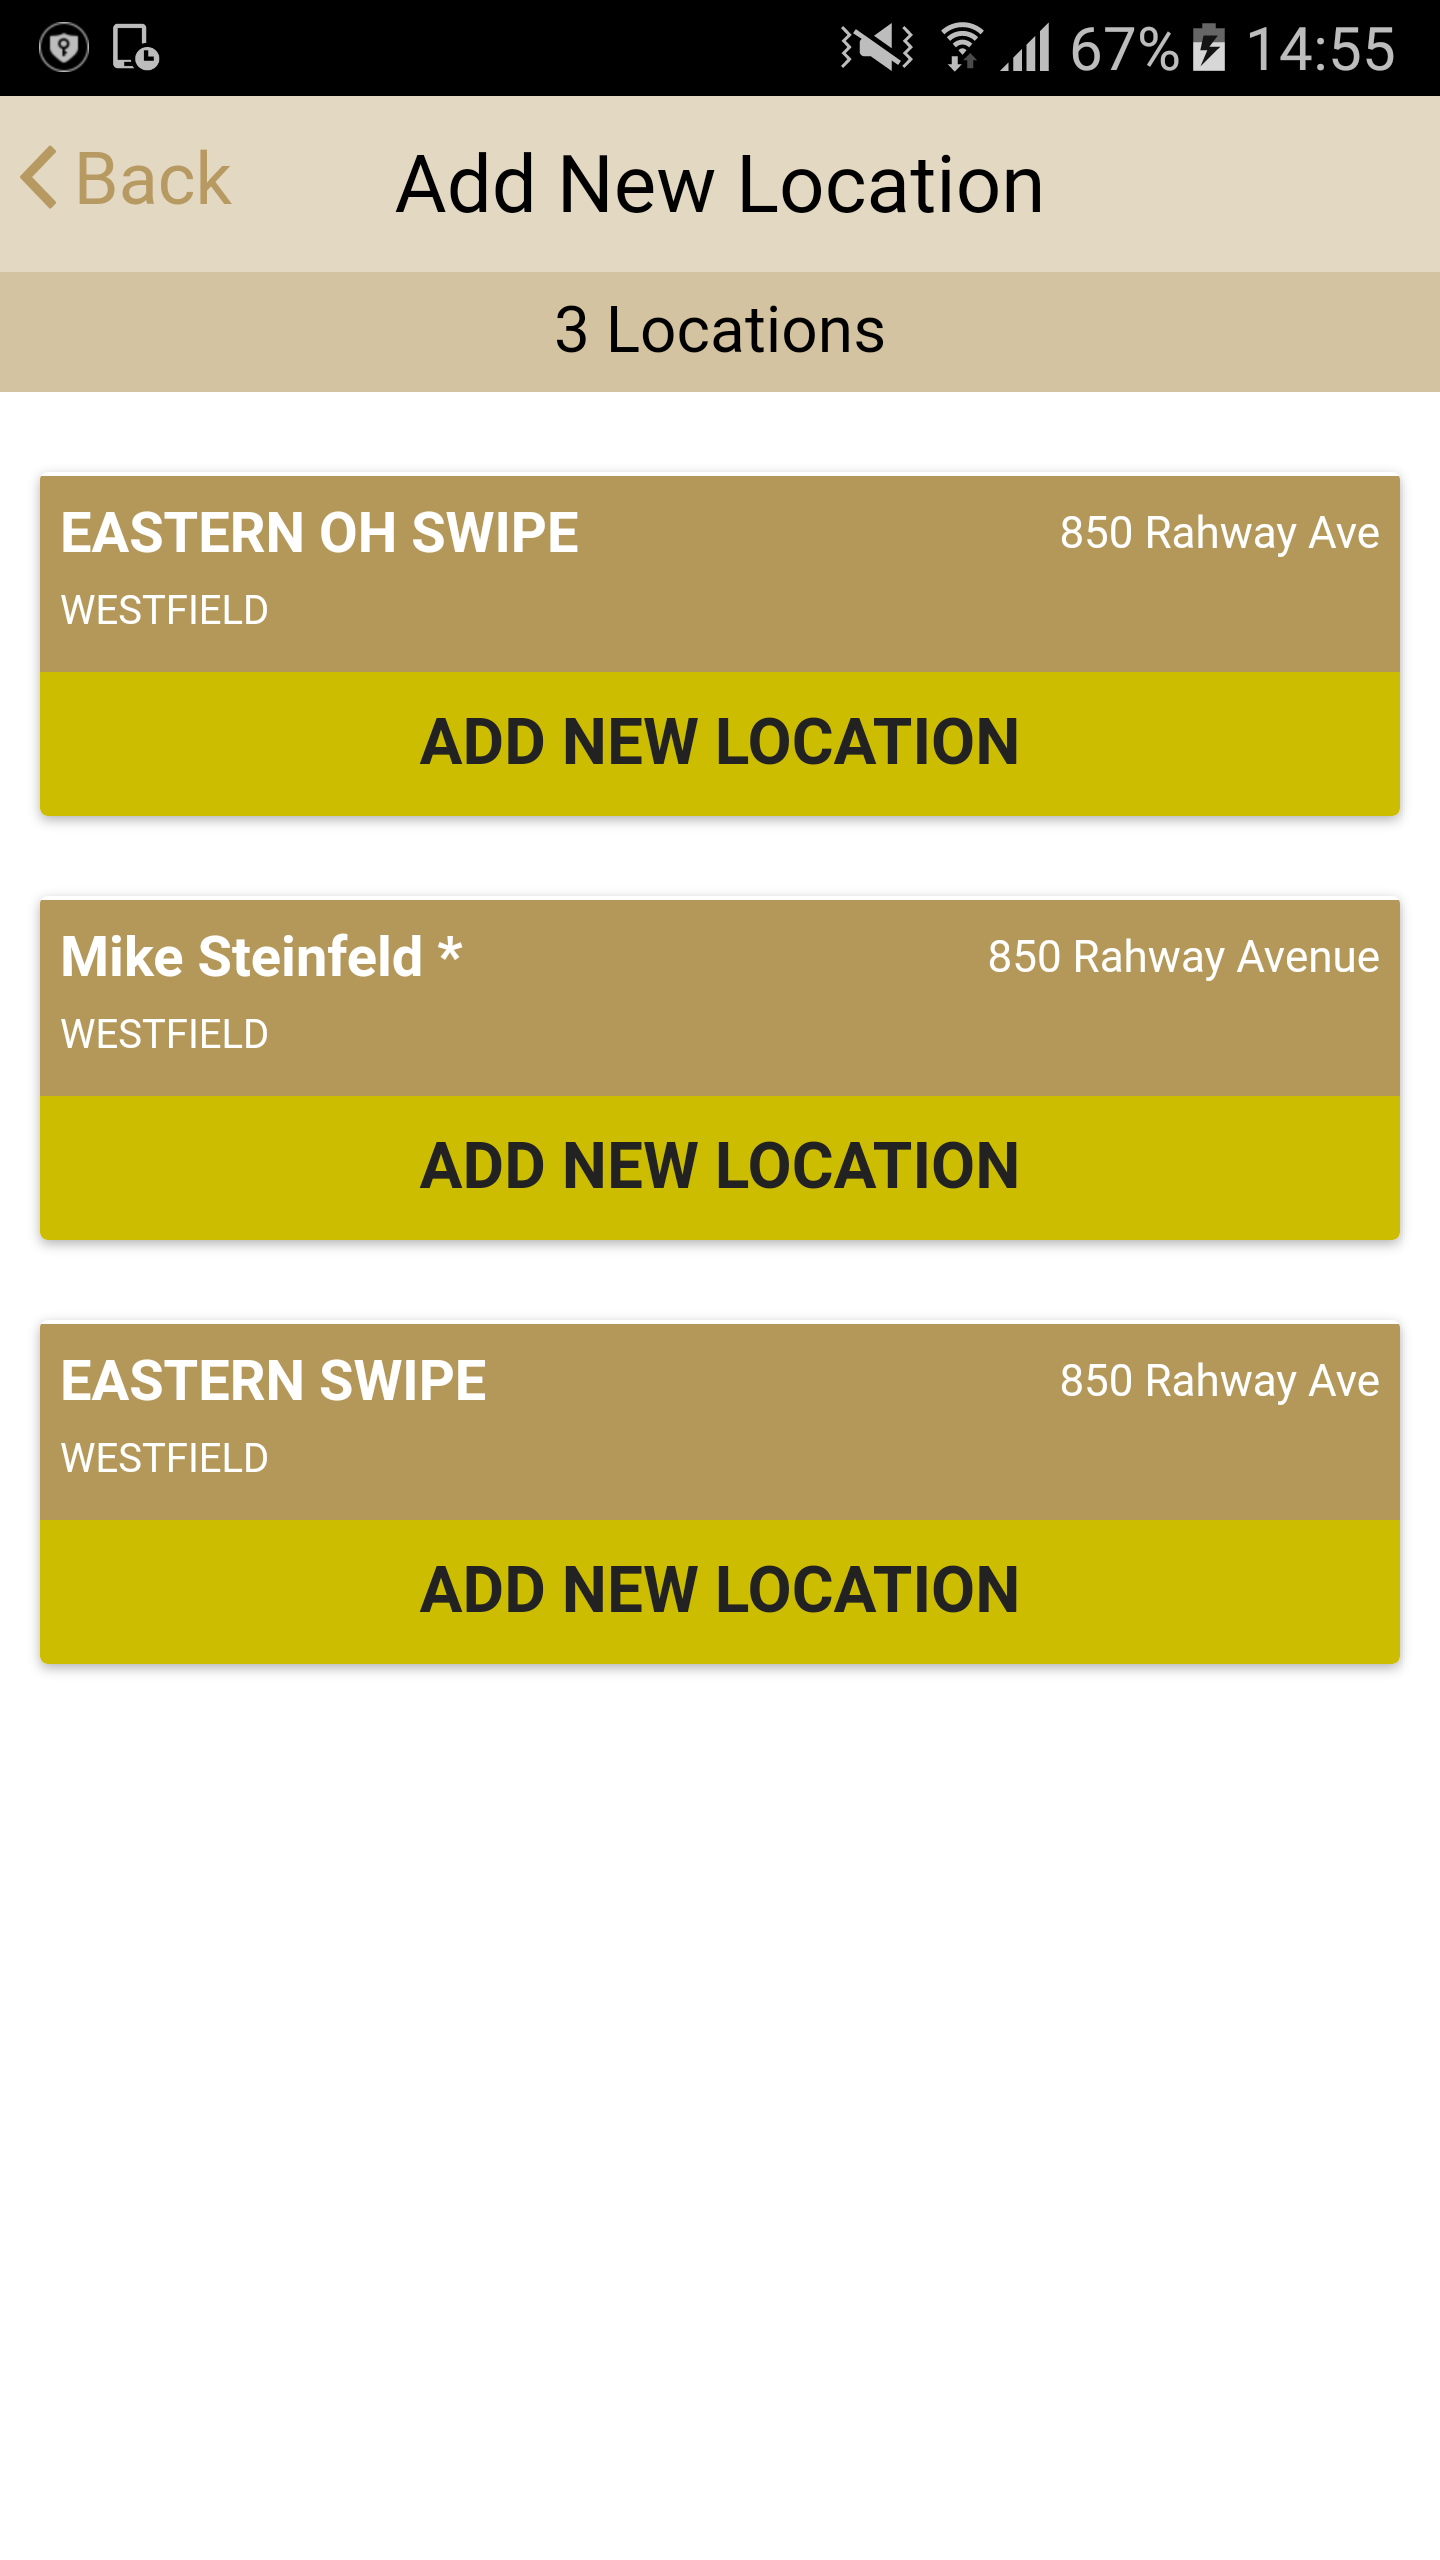 67% 14:55
Back Add New Location
3 Locations
EASTERN OH SWIPE 850 Rahway Ave
WESTFIELD
ADD NEW LOCATION
Mike Steinfeld * 850 Rahway Avenue
WESTFIELD
ADD NEW LOCATION
EASTERN SWIPE 850 Rahway Ave
WESTFIELD
ADD NEW LOCATION